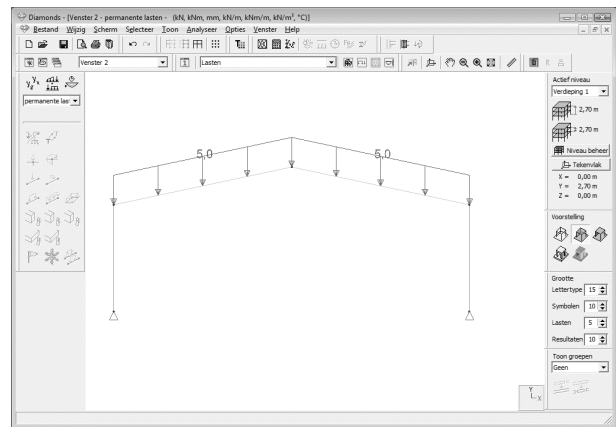 Diamonds - [Venster 2 - permanente lasten - (kN, kNm, mm, kN/m, kNm/m, kN/m², °C)]
Bestand Wijzig Scherm Selecteer Toon Analyseer Opties Venster Help
Venster 2
Lasten
permanente las
5,0
5,0
Actief niveau
Verdieping 1
2,70 m
2,70 m
Niveau beheer
Tekenvlak
X = 0,00 m
Y = 2,70 m
Z = 0,00 m
Voorstelling
Grootte
Lettertype 15
Symbolen 10
Lasten 5
Resultaten 10
Toon groepen
Geen
Y
X